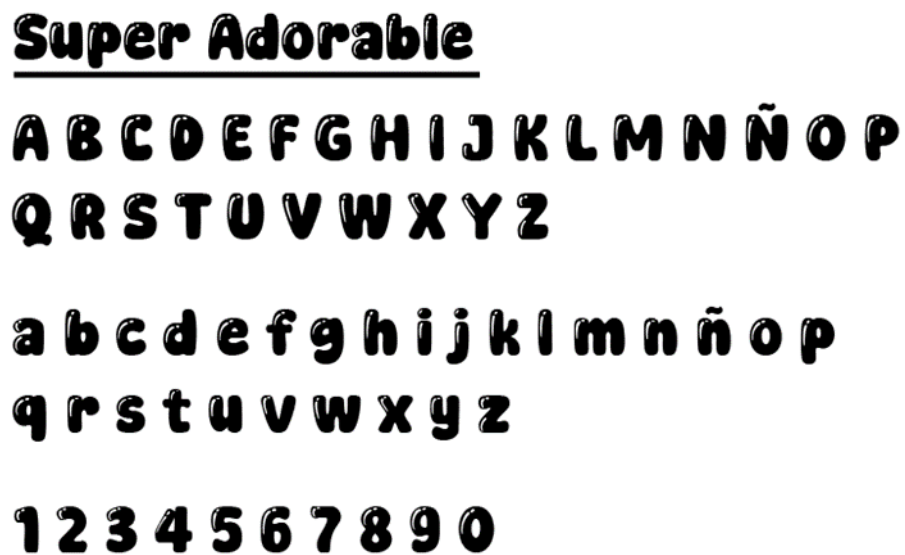 Super Adorable
A B C D E F G H I J K L M N Ñ O P
Q R S T U V W X Y Z
a b c d e f g h i j k l m n ñ o p
q r s t u v w x y z
1 2 3 4 5 6 7 8 9 0